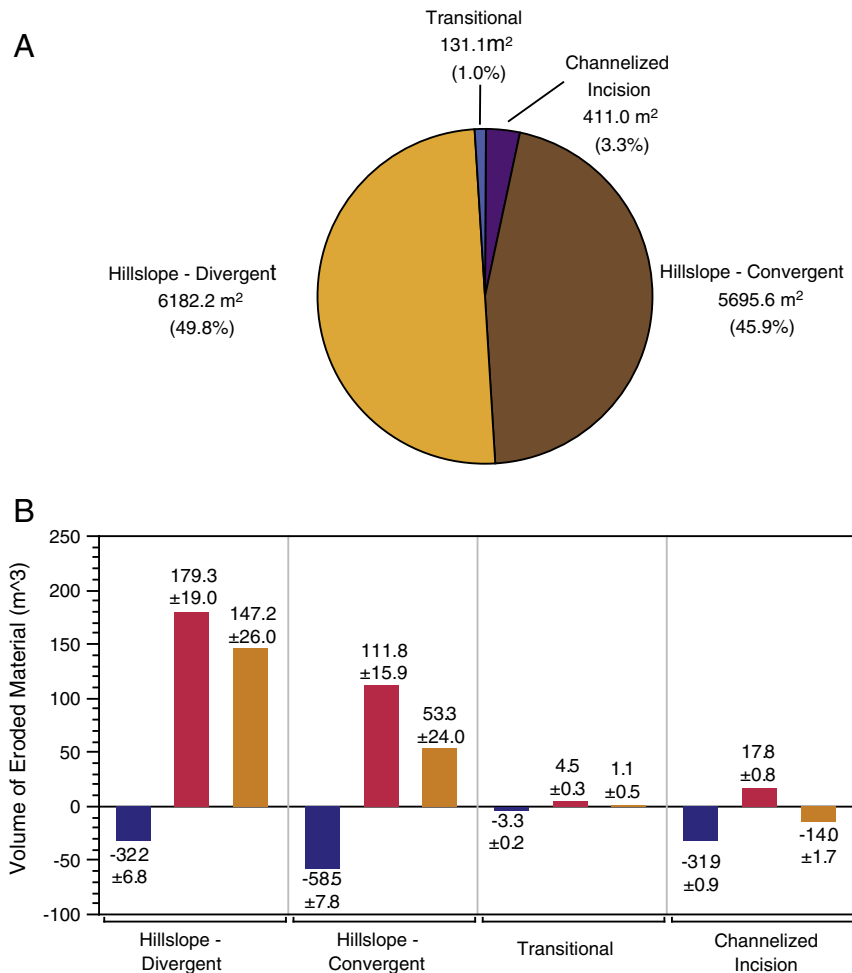 A
Transitional
131.1m²
(1.0%)
Channelized
Incision
411.0 m²
(3.3%)
Hillslope - Divergent
6182.2 m²
(49.8%)
Hillslope - Convergent
5695.6 m²
(45.9%)
B
Volume of Eroded Material (m^3)
250
200
150
100
50
0
-50
-100
179.3
±19.0
147.2
±26.0
-32.2
±6.8
111.8
±15.9
53.3
±24.0
-58.5
±7.8
4.5
±0.3
1.1
±0.5
-3.3
±0.2
17.8
±0.8
-14.0
±1.7
-31.9
±0.9
Hillslope -
Divergent
Hillslope -
Convergent
Transitional
Channelized
Incision